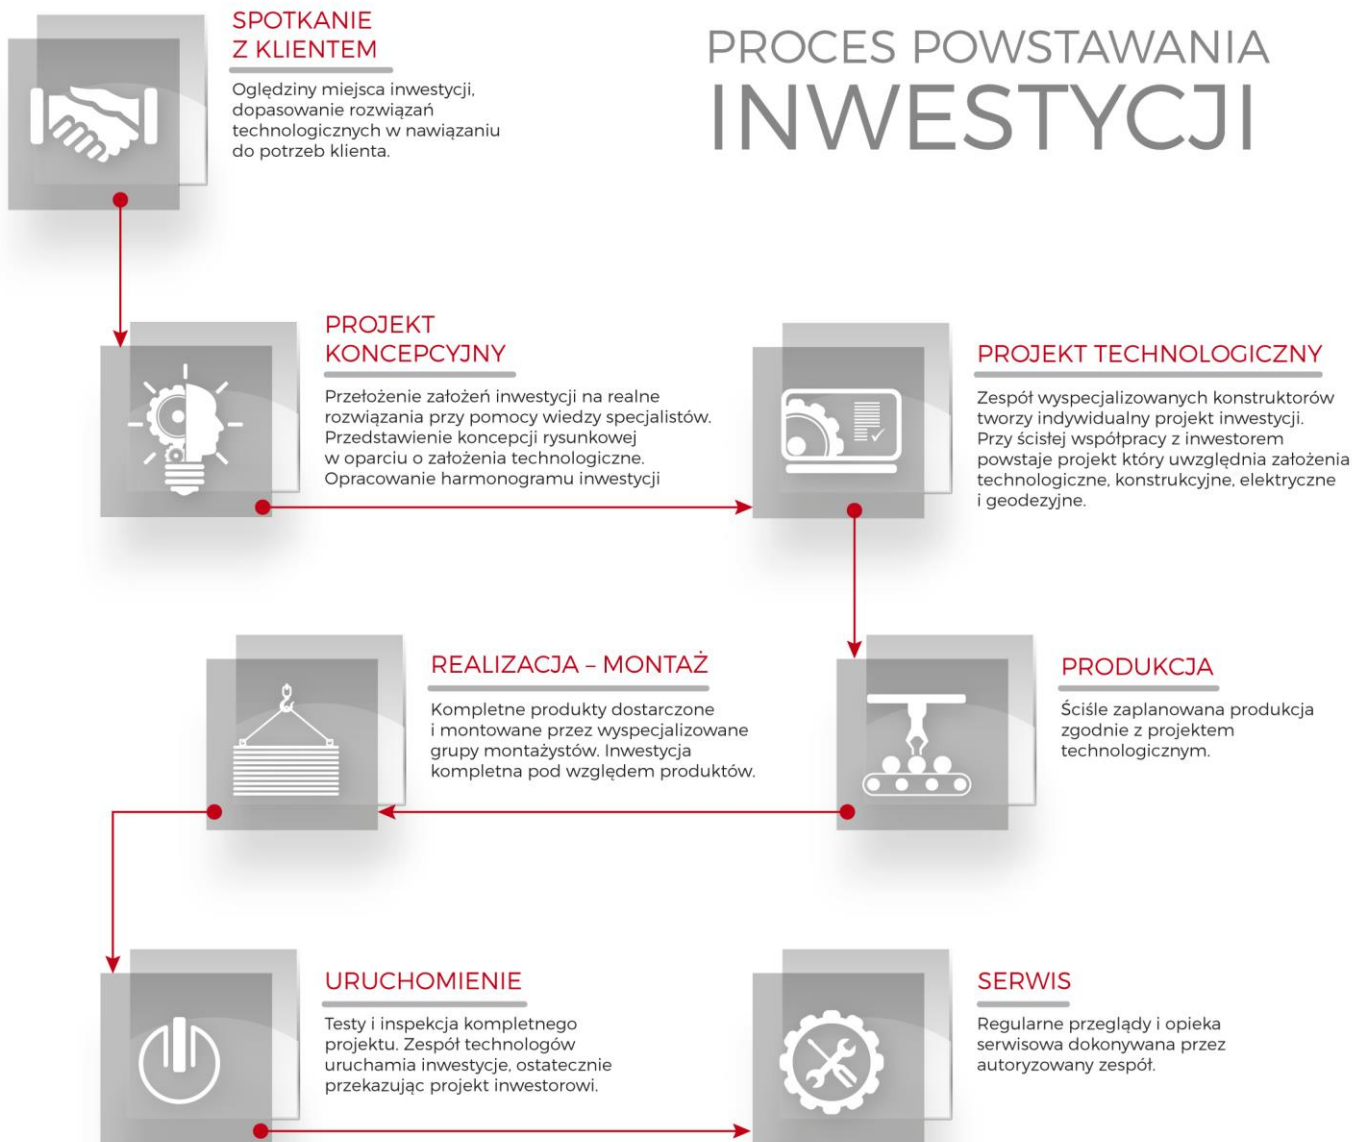 PROCES POWSTAWANIA
INWESTYCJI
SPOTKANIE
Z KLIENTEM
Oględziny miejsca inwestycji,
dopasowanie rozwiązań
technologicznych w nawiązaniu
do potrzeb klienta.
PROJEKT
KONCEPCYJNY
Przełożenie założeń inwestycji na realne
rozwiązania przy pomocy wiedzy specjalistów.
Przedstawienie koncepcji rysunkowej
w oparciu o założenia technologiczne.
Opracowanie harmonogramu inwestycji
PROJEKT TECHNOLOGICZNY
Zespół wyspecjalizowanych konstruktorów
tworzy indywidualny projekt inwestycji.
Przy ścisłej współpracy z inwestorem
powstaje projekt który uwzględnia założenia
technologiczne, konstrukcyjne, elektryczne
i geodezyjne.
PRODUKCJA
Ściśle zaplanowana produkcja
zgodnie z projektem
technologicznym.
REALIZACJA – MONTAŻ
Kompletne produkty dostarczone
i montowane przez wyspecjalizowane
grupy montażystów. Inwestycja
kompletna pod względem produktów.
URUCHOMIENIE
Testy i inspekcja kompletnego
projektu. Zespół technologów
uruchamia inwestycje, ostatecznie
przekazując projekt inwestorowi.
SERWIS
Regularne przeglądy i opieka
serwisowa dokonywana przez
autoryzowany zespół.